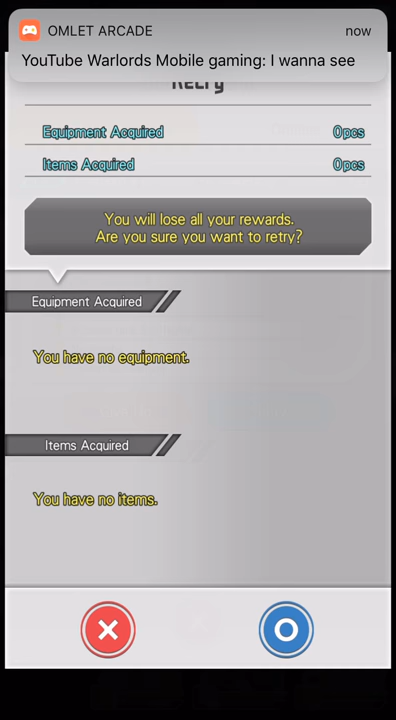 OMLET ARCADE now
YouTube Warlords Mobile gaming: I wanna see
Retry
Equipment Acquired 0pcs
Items Acquired 0pcs
You will lose all your rewards.
Are you sure you want to retry?
Equipment Acquired
You have no equipment.
Items Acquired
You have no items.